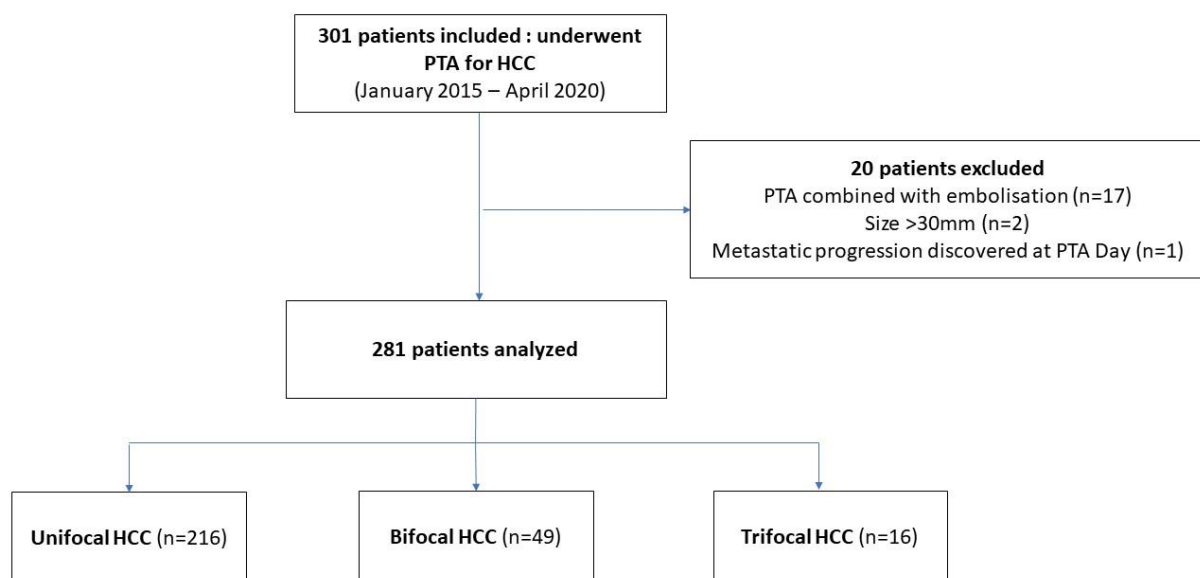 301 patients included : underwent
PTA for HCC
(January 2015 – April 2020)
20 patients excluded
PTA combined with embolisation (n=17)
Size >30mm (n=2)
Metastatic progression discovered at PTA Day (n=1)
281 patients analyzed
Unifocal HCC (n=216)
Bifocal HCC (n=49)
Trifocal HCC (n=16)